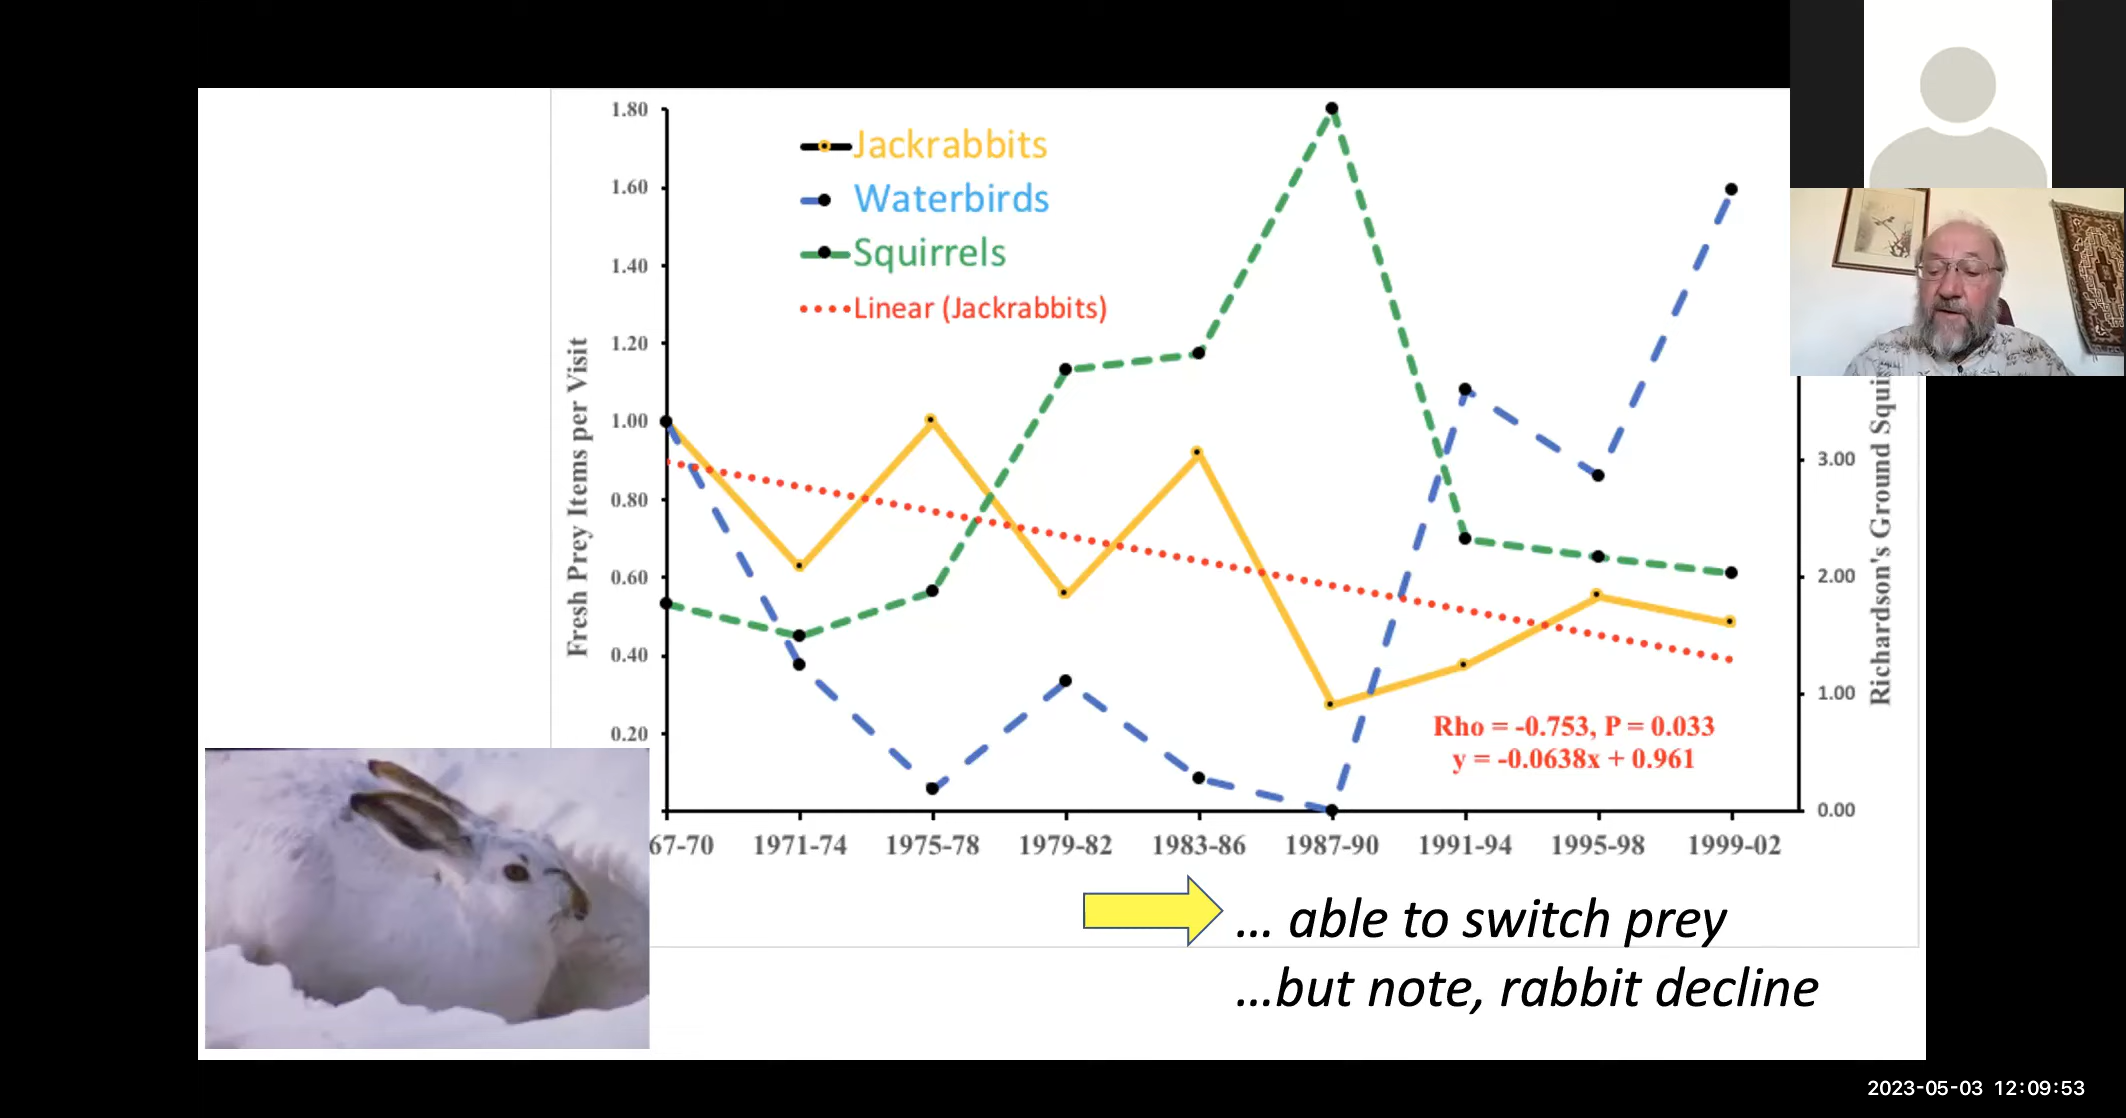 1.80
1.60
1.40
1.20
1.00
0.80
0.60
0.40
0.20
Fresh Prey Items per Visit
Jackrabbits
Waterbirds
Squirrels
Linear (Jackrabbits)
3.00
2.00
1.00
0.00
Richardson's Ground
Rho = -0.753, P = 0.033
y = -0.0638x + 0.961
67-70 1971-74 1975-78 1979-82 1983-86 1987-90 1991-94 1995-98 1999-02
... able to switch prey
...but note, rabbit decline
2023-05-03 12:09:53